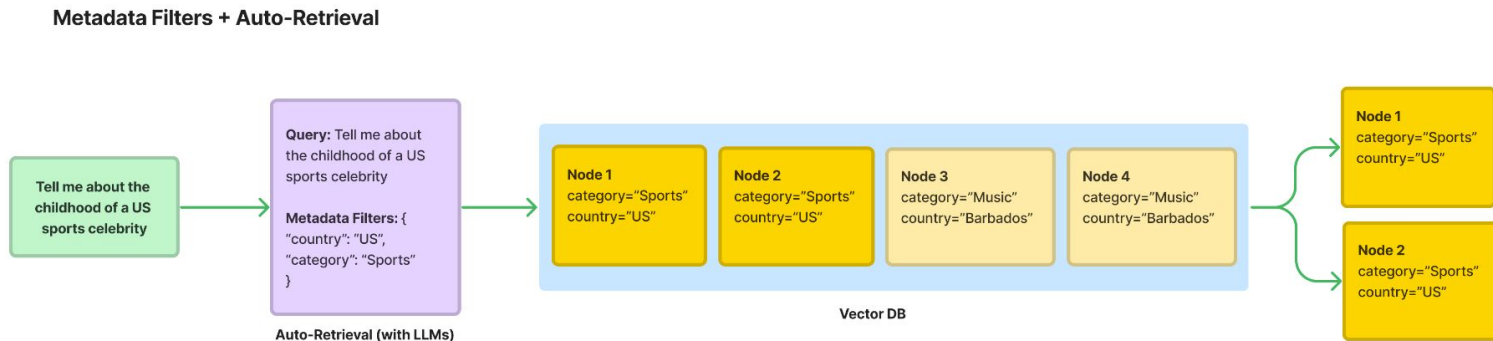 Metadata Filters + Auto-Retrieval
Tell me about the
childhood of a US
sports celebrity
Query: Tell me about
the childhood of a US
sports celebrity
Metadata Filters: {
“country”: “US”,
“category”: “Sports”
}
Auto-Retrieval (with LLMs)
Node 1
category=”Sports”
country=”US”
Node 2
category=”Sports”
country=”US”
Node 3
category=”Music”
country=”Barbados”
Node 4
category=”Music”
country=”Barbados”
Vector DB
Node 1
category=”Sports”
country=”US”
Node 2
category=”Sports”
country=”US”